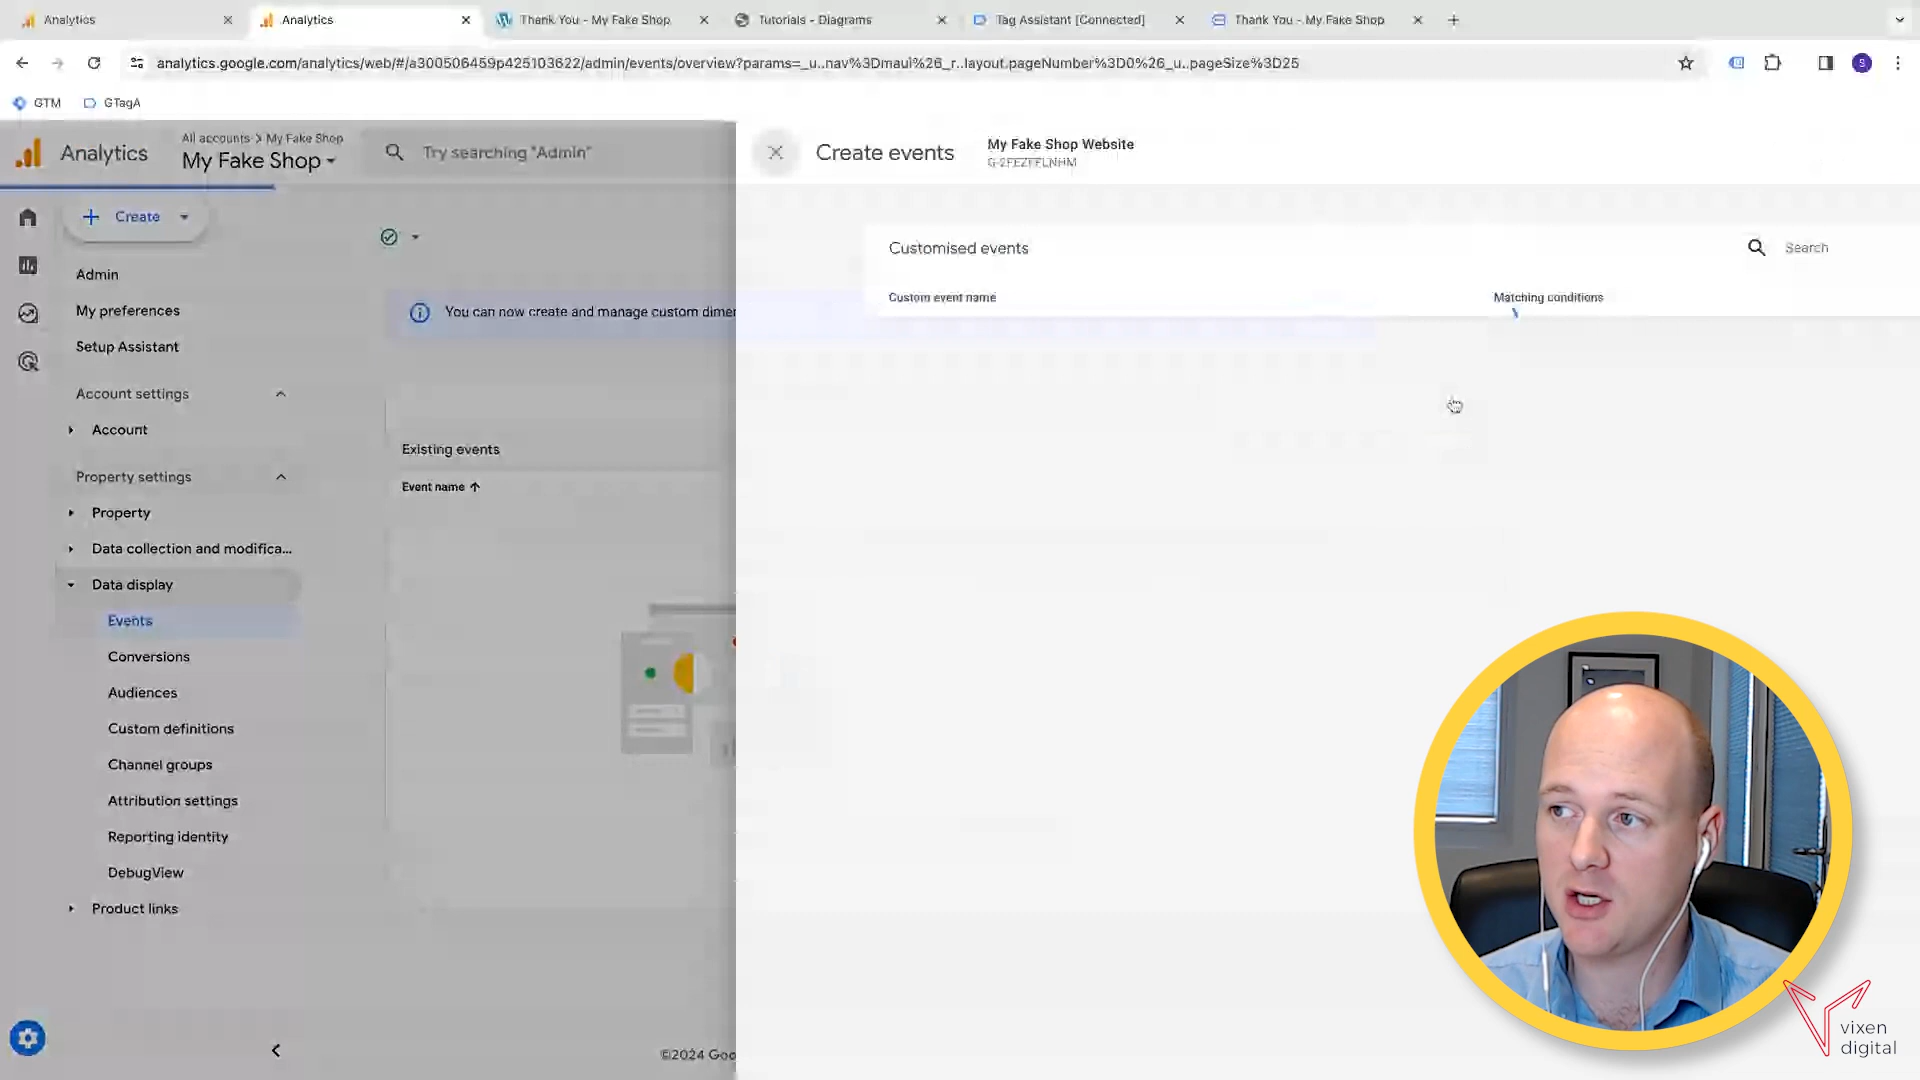 Analytics
Analytics
Thank You - My Fake Shop
Tutorials - Diagrams
Tag Assistant [Connected]
Thank You - My Fake Shop
analytics.google.com/analytics/web/#/a300506459p425103622/admin/events/overview?params=_u..nav%3Dmaui%26_r..layout.pageNumber%3D0%26_u..pageSize%3D25
S
GTM
GTagA
Analytics
All accounts > My Fake Shop
My Fake Shop
Try searching "Admin"
Create events
My Fake Shop Website
Create
Customised events
Search
Custom event name
Matching conditions
Admin
My preferences
Setup Assistant
Account settings
Account
Property settings
Property
Data collection and modifica...
Data display
Events
Conversions
Audiences
Custom definitions
Channel groups
Attribution settings
Reporting identity
DebugView
Product links
You can now create and manage custom dimer
Existing events
Event name
©2024 Goo
vixen
digital